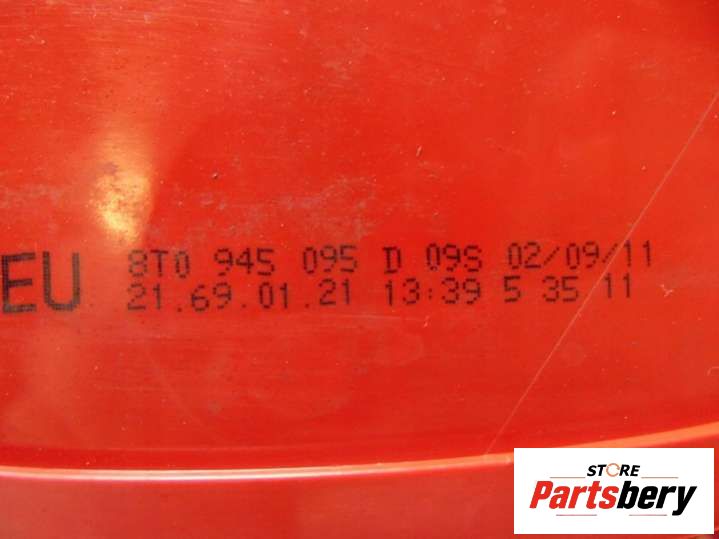 EU
8T0 945 095 D 09S 02/09/11
21.69.01.21 13:39 5 35 11
STORE
Partsbery